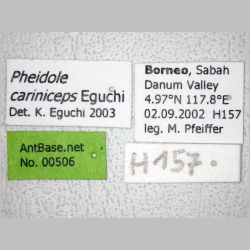 Pheidole
cariniceps Eguchi
Det. K. Eguchi 2003
Borneo, Sabah
Danum Valley
4.97°N 117.8°E
02.09.2002 H157
leg. M. Pfeiffer
AntBase.net
No. 00506
H157.